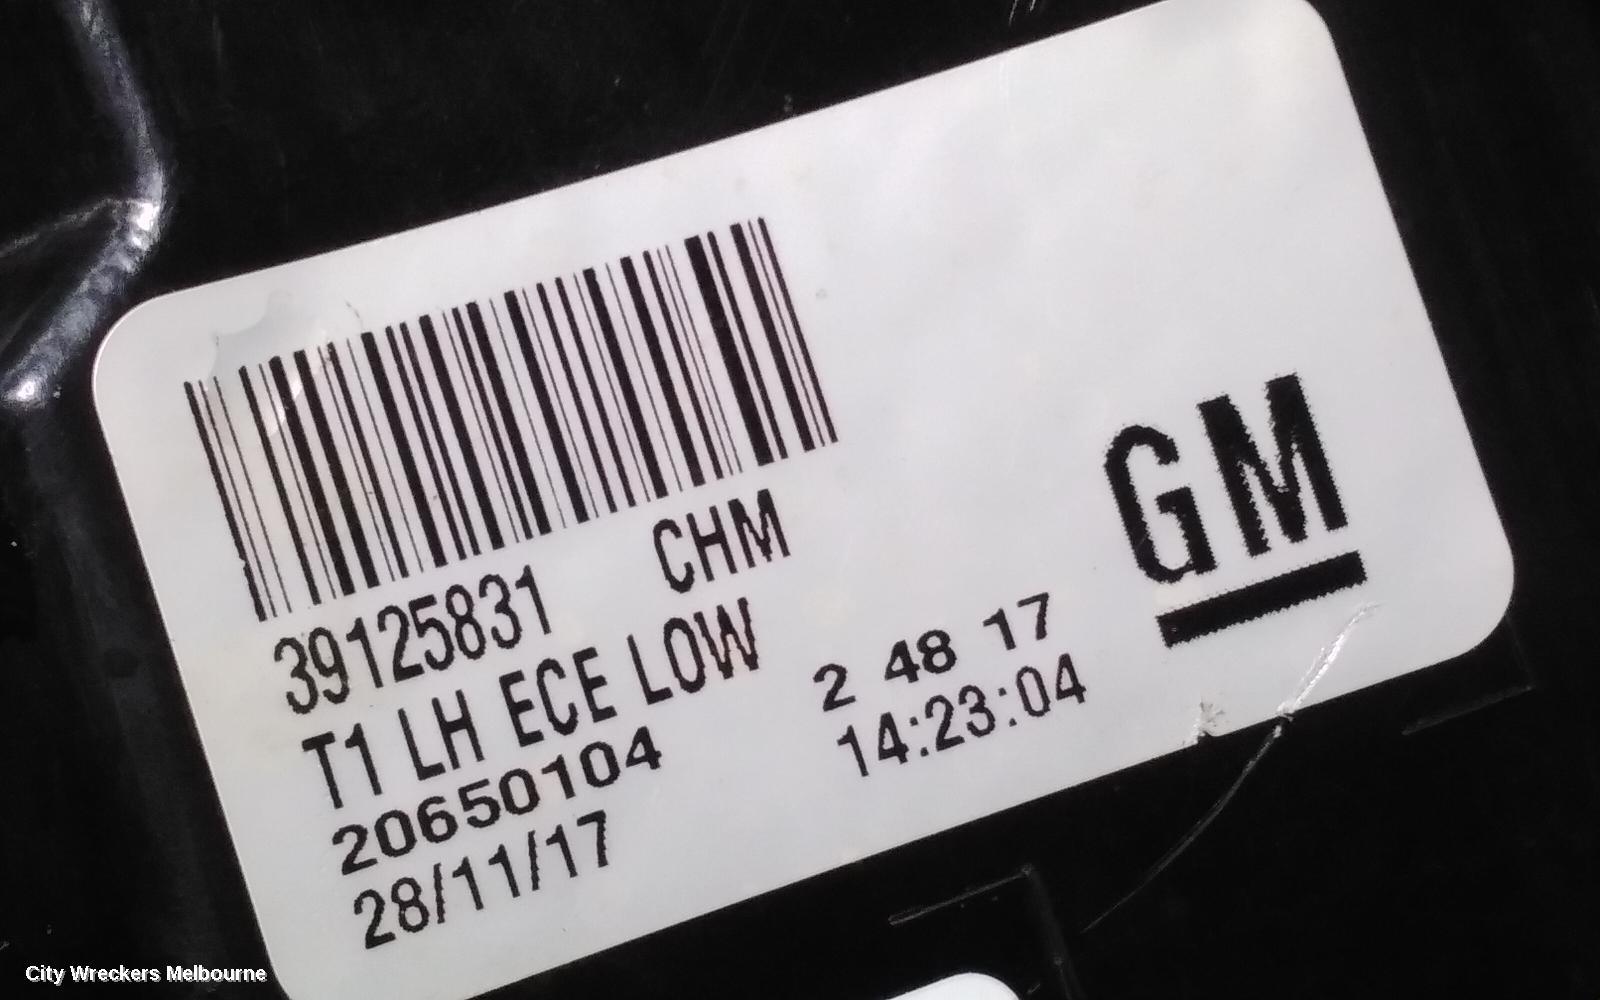 39125831 CHM
T1 LH ECE LOW
20650104 2 48 17
28/11/17 14:23:04
GM
City Wreckers Melbourne